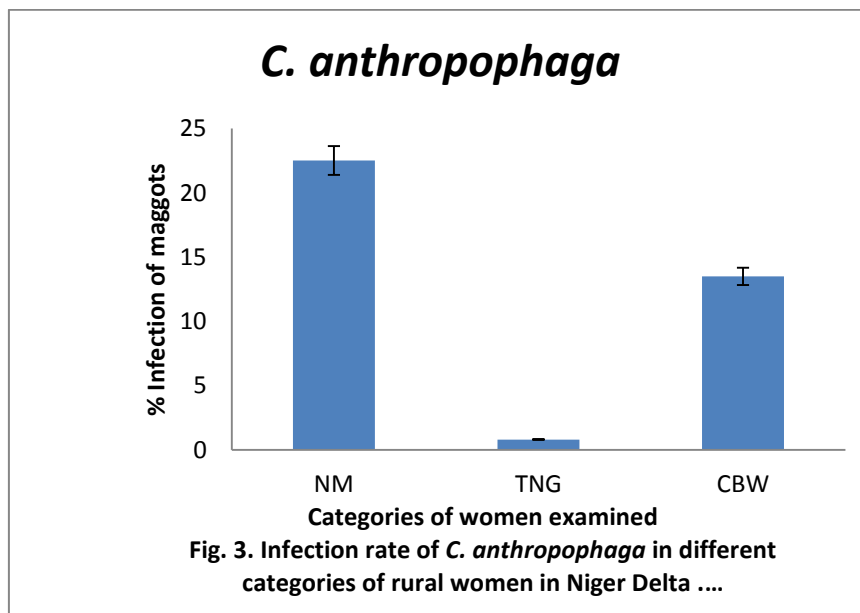 C. anthropophaga
% Infection of maggots
25
20
15
10
5
0
NM TNG CBW
Categories of women examined
Fig. 3. Infection rate of C. anthropophaga in different
categories of rural women in Niger Delta .…